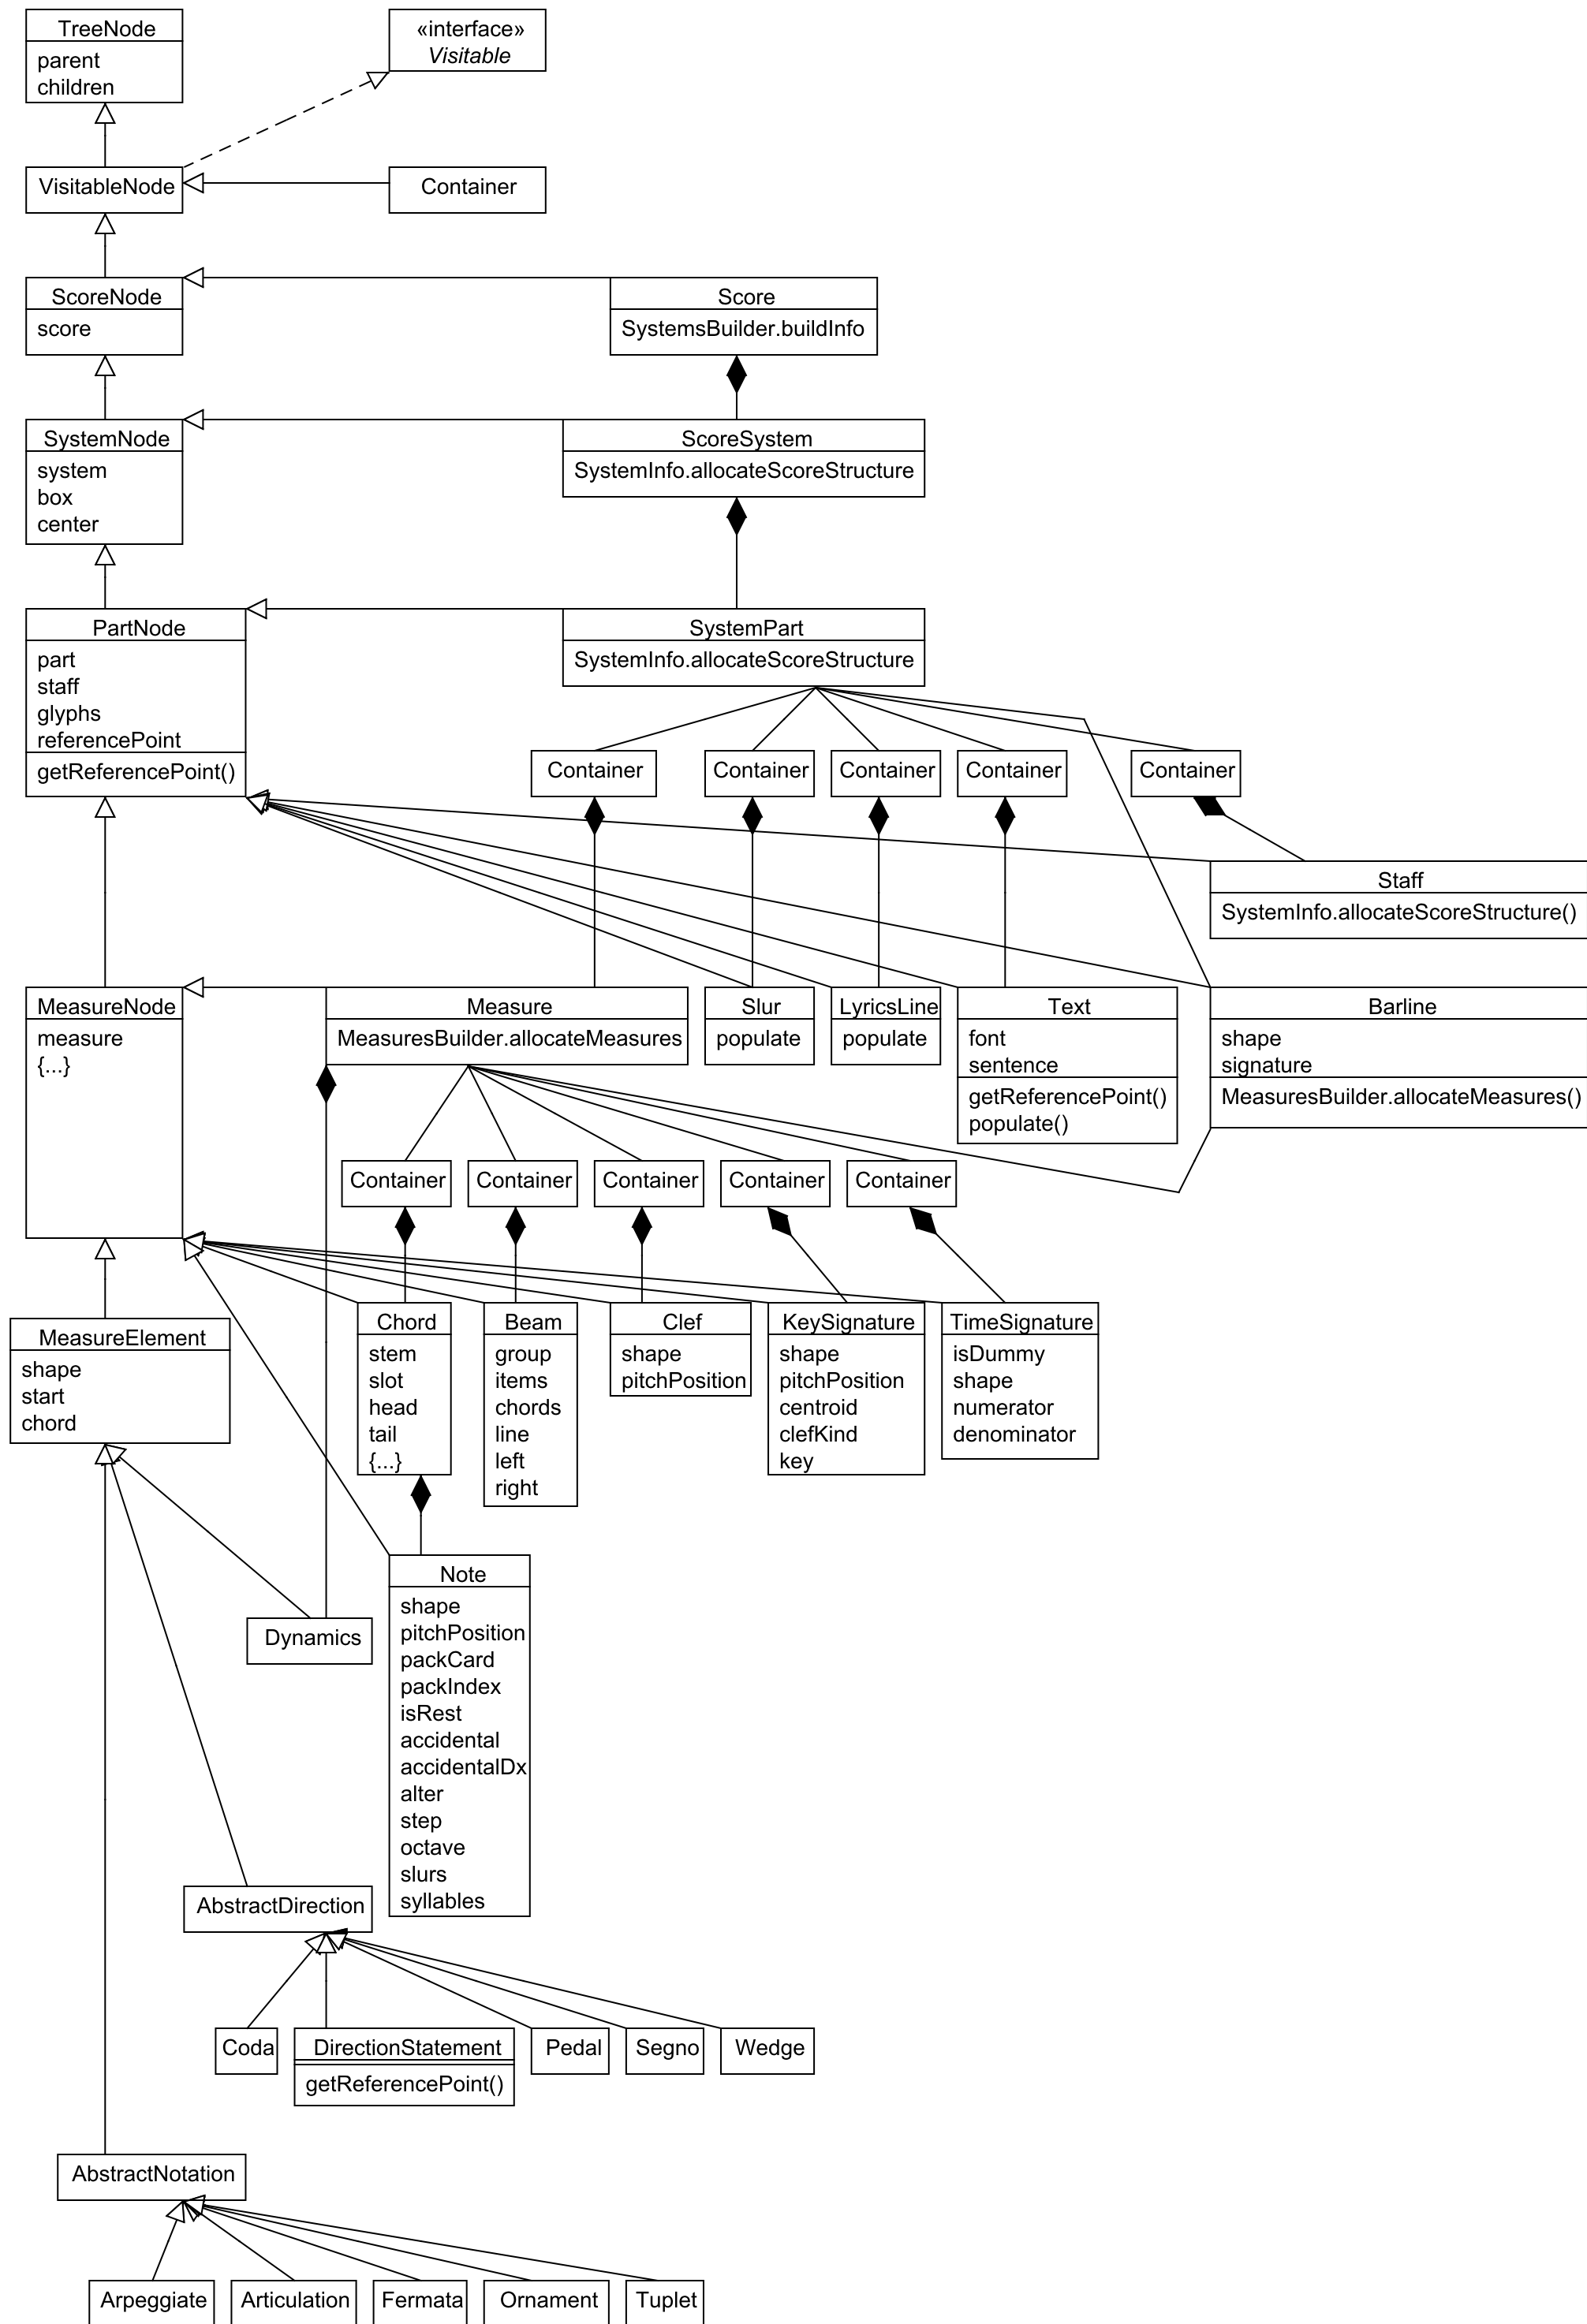 TreeNode
parent
children
«interface»
Visitable
VisitableNode
Container
ScoreNode
score
Score
SystemsBuilder.buildInfo
SystemNode
system
box
center
ScoreSystem
SystemInfo.allocateScoreStructure
PartNode
part
staff
glyphs
referencePoint
getReferencePoint()
SystemPart
SystemInfo.allocateScoreStructure
Container
Container
Container
Container
Container
Staff
SystemInfo.allocateScoreStructure()
MeasureNode
measure
{...}
Measure
MeasuresBuilder.allocateMeasures
Slur
populate
LyricsLine
populate
Text
font
sentence
getReferencePoint()
populate()
Barline
shape
signature
MeasuresBuilder.allocateMeasures()
Container
Container
Container
Container
Container
MeasureElement
shape
start
chord
Chord
stem
slot
head
tail
{...}
Beam
group
items
chords
line
left
right
Clef
shape
pitchPosition
KeySignature
shape
pitchPosition
centroid
clefKind
key
TimeSignature
isDummy
shape
numerator
denominator
Note
shape
pitchPosition
packCard
packIndex
isRest
accidental
accidentalDx
alter
step
octave
slurs
syllables
Dynamics
AbstractDirection
Coda
DirectionStatement
getReferencePoint()
Pedal
Segno
Wedge
AbstractNotation
Arpeggiate
Articulation
Fermata
Ornament
Tuplet